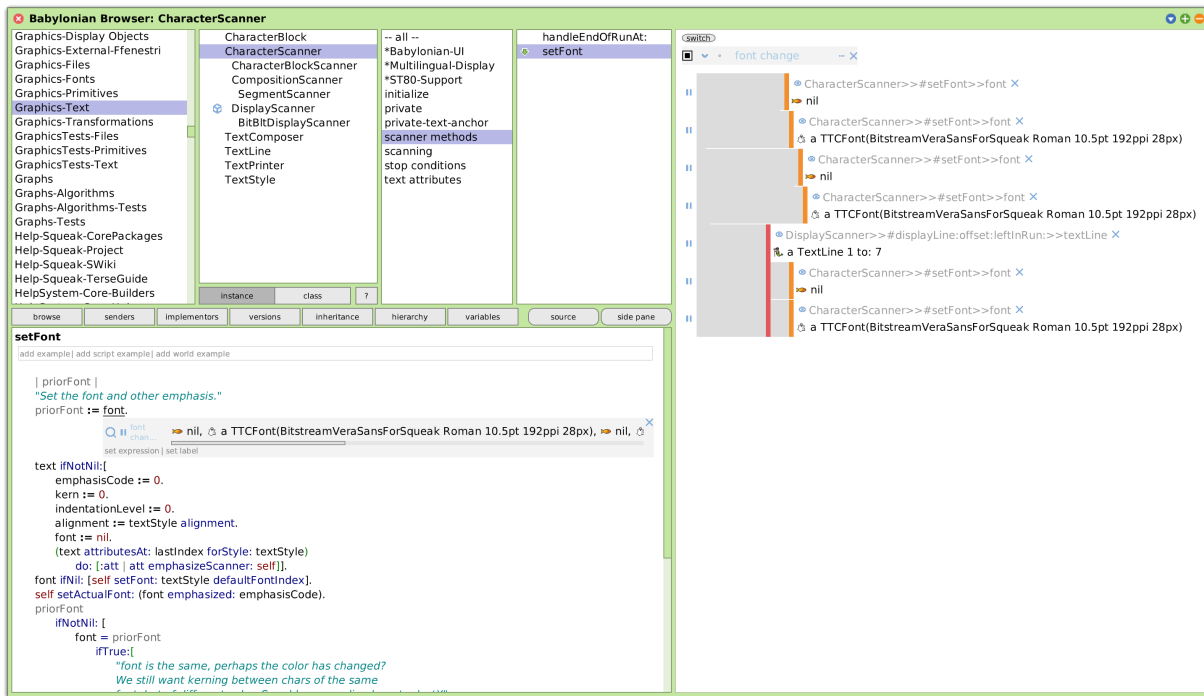 Babylonian Browser: CharacterScanner
Graphics-Display Objects
Graphics-External-Ffenestri
Graphics-Files
Graphics-Fonts
Graphics-Primitives
Graphics-Text
Graphics-Transformations
GraphicsTests-Files
GraphicsTests-Primitives
GraphicsTests-Text
Graphs
Graphs-Algorithms
Graphs-Algorithms-Tests
Graphs-Tests
Help-Squeak-CorePackages
Help-Squeak-Project
Help-Squeak-SWiki
Help-Squeak-TerseGuide
HelpSystem-Core-Builders
CharacterBlock
CharacterScanner
CharacterBlockScanner
CompositionScanner
SegmentScanner
DisplayScanner
BitBltDisplayScanner
TextComposer
TextLine
TextPrinter
TextStyle
instance
class
?
-- all --
*Babylonian-UI
*Multilingual-Display
*ST80-Support
initialize
private
private-text-anchor
scanner methods
scanning
stop conditions
text attributes
handleEndOfRunAt:
setFont
browse
senders
implementors
versions
inheritance
hierarchy
variables
source
side pane
setFont
add example| add script example| add world example
| priorFont |
"Set the font and other emphasis."
priorFont := font.
font chan...
nil, a TTCFont(BitstreamVeraSansForSqueak Roman 10.5pt 192ppi 28px), nil,
set expression | set label
text ifNotNil:[
emphasisCode := 0.
kern := 0.
indentationLevel := 0.
alignment := textStyle alignment.
font := nil.
(text attributesAt: lastIndex forStyle: textStyle)
do: [:att | att emphasizeScanner: self]].
font ifNil: [self setFont: textStyle defaultFontIndex].
self setActualFont: (font emphasized: emphasisCode).
priorFont
ifNotNil: [
font = priorFont
ifTrue:[
"font is the same, perhaps the color has changed?
We still want kerning between chars of the same
switch
font change
CharacterScanner>>#setFont>>font
nil
CharacterScanner>>#setFont>>font
a TTCFont(BitstreamVeraSansForSqueak Roman 10.5pt 192ppi 28px)
CharacterScanner>>#setFont>>font
nil
CharacterScanner>>#setFont>>font
a TTCFont(BitstreamVeraSansForSqueak Roman 10.5pt 192ppi 28px)
DisplayScanner>>#displayLine:offset:leftInRun:>>textLine
a TextLine 1 to: 7
CharacterScanner>>#setFont>>font
nil
CharacterScanner>>#setFont>>font
a TTCFont(BitstreamVeraSansForSqueak Roman 10.5pt 192ppi 28px)